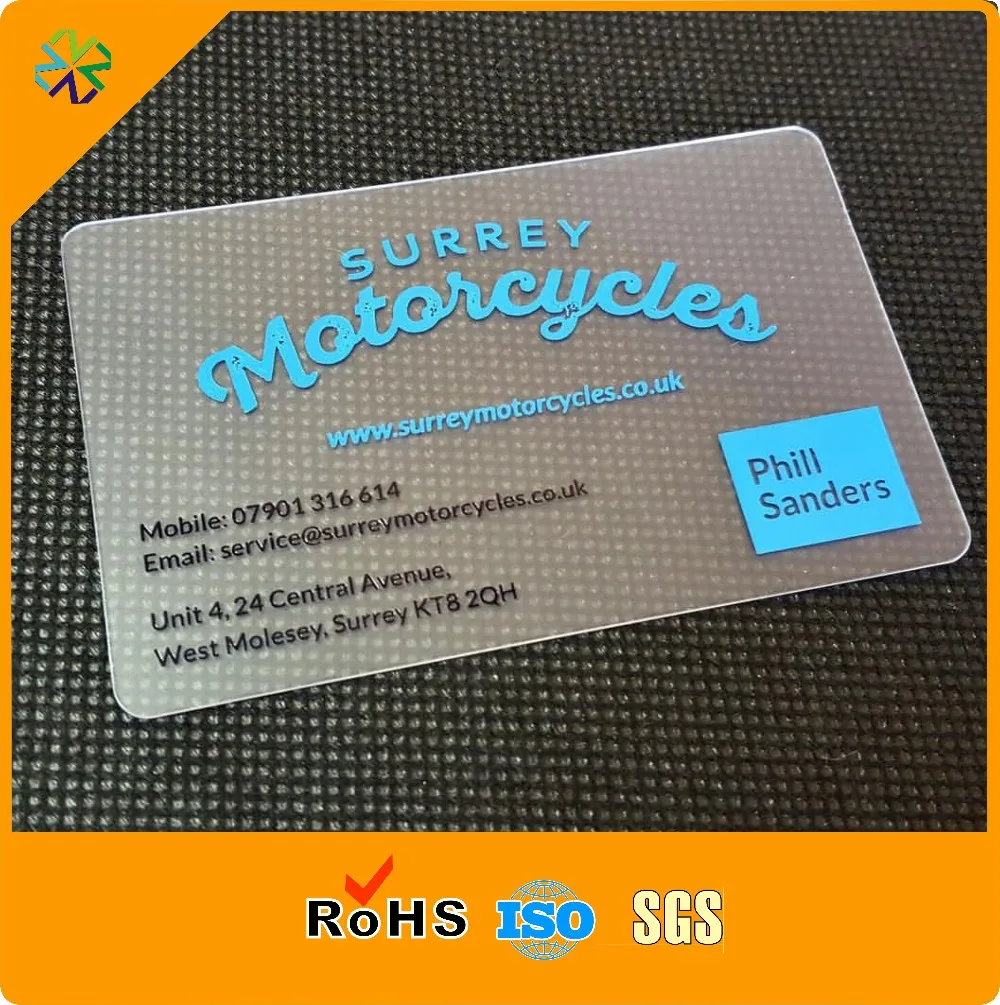 SURREY
Motorcycles
www.surreymotorcycles.co.uk
Phill
Sanders
Mobile: 07901 316 614
Email: service@surreymotorcycles.co.uk
Unit 4, 24 Central Avenue,
West Molesey, Surrey KT8 2QH
RoHS ISO SGS